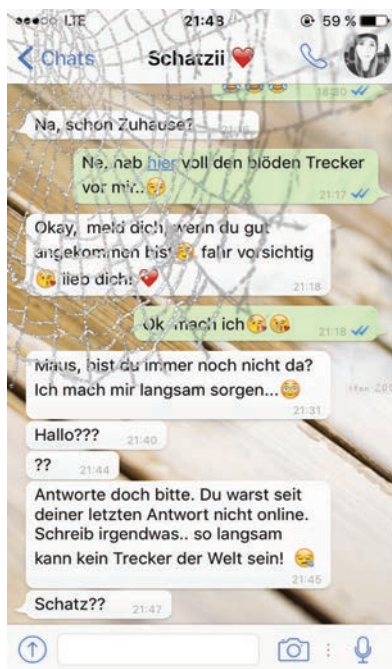 LTE 21:43 59 %
Chats Schatzii ❤️
18:20
Na, schon Zuhause?
Ne, hab hier voll den blöden Trecker
vor mir..😥
21:17
Okay, meld dich, wenn du gut
angekommen bist😘 fahr vorsichtig
😘 lieb dich! ❤️
21:18
Ok mach ich😘😘
21:18
Maus, bist du immer noch nicht da?
Ich mach mir langsam sorgen...😳
21:31
Hallo???
21:40
??
21:44
Antworte doch bitte. Du warst seit
deiner letzten Antwort nicht online.
Schreib irgendwas.. so langsam
kann kein Trecker der Welt sein! 😪
21:45
Schatz??
21:47